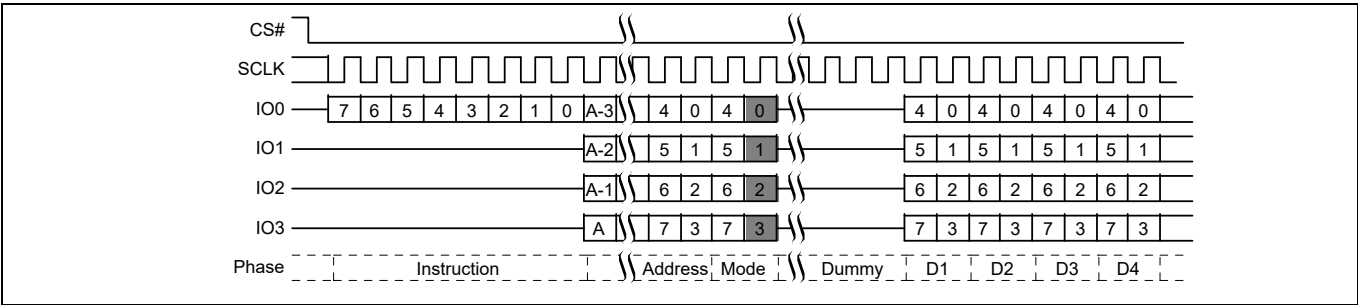 CS#
SCLK
IO0 7 6 5 4 3 2 1 0 A-3 4 0 4 0 4 0 4 0 4 0 4 0
IO1 A-2 5 1 5 1 5 1 5 1 5 1 5 1
IO2 A-1 6 2 6 2 6 2 6 2 6 2 6 2
IO3 A 7 3 7 3 7 3 7 3 7 3 7 3
Phase Instruction Address Mode Dummy D1 D2 D3 D4